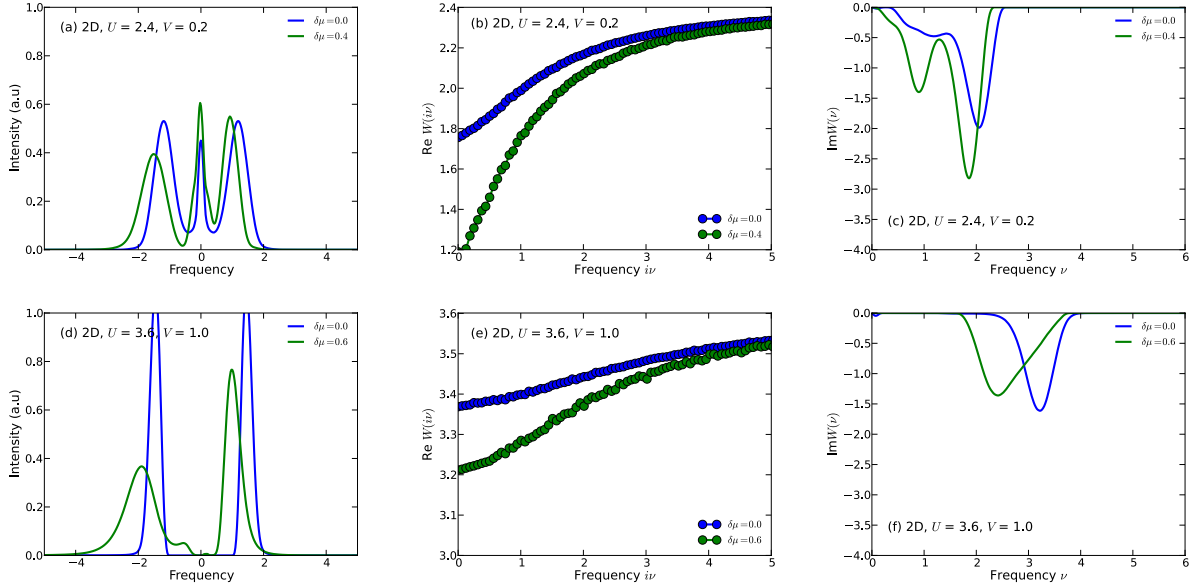 (a) 2D, U = 2.4, V = 0.2
δμ=0.0
δμ=0.4
Intensity (a.u)
1.0
0.8
0.6
0.4
0.2
0.0
−4 −2 0 2 4
Frequency
(b) 2D, U = 2.4, V = 0.2
Re W(iν)
2.4
2.2
2.0
1.8
1.6
1.4
1.2
δμ=0.0
δμ=0.4
0 1 2 3 4 5
Frequency iν
ImW(ν)
0.0
−0.5
−1.0
−1.5
−2.0
−2.5
−3.0
−3.5
−4.0
δμ=0.0
δμ=0.4
(c) 2D, U = 2.4, V = 0.2
0 1 2 3 4 5 6
Frequency ν
(d) 2D, U = 3.6, V = 1.0
δμ=0.0
δμ=0.6
Intensity (a.u)
1.0
0.8
0.6
0.4
0.2
0.0
−4 −2 0 2 4
Frequency
(e) 2D, U = 3.6, V = 1.0
Re W(iν)
3.6
3.5
3.4
3.3
3.2
3.1
3.0
δμ=0.0
δμ=0.6
0 1 2 3 4 5
Frequency iν
ImW(ν)
0.0
−0.5
−1.0
−1.5
−2.0
−2.5
−3.0
−3.5
−4.0
δμ=0.0
δμ=0.6
(f) 2D, U = 3.6, V = 1.0
0 1 2 3 4 5 6
Frequency ν